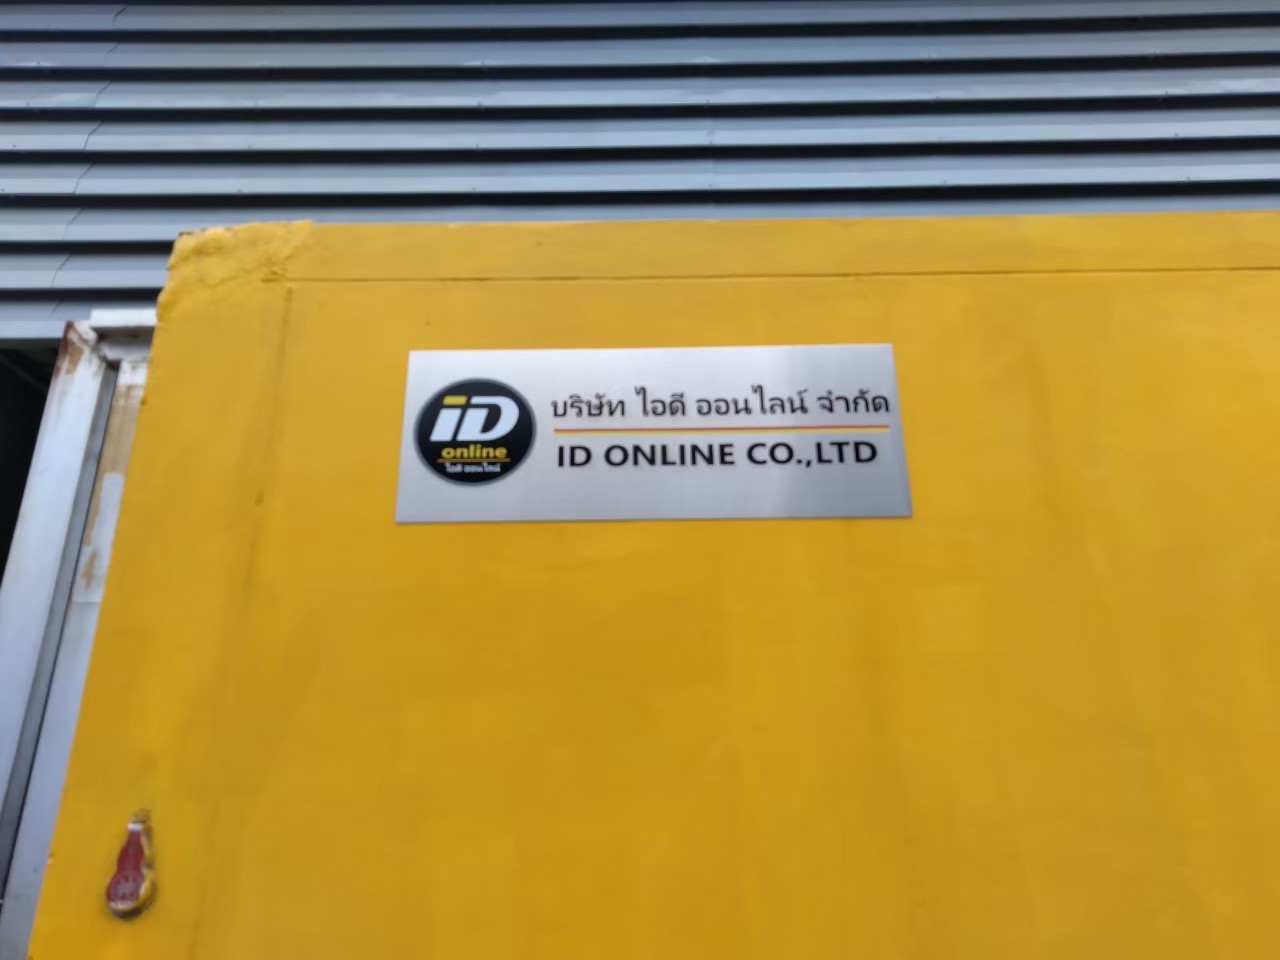 iD
online
ไอดี ออนไลน์
บริษัท ไอดี ออนไลน์ จำกัด
ID ONLINE CO.,LTD